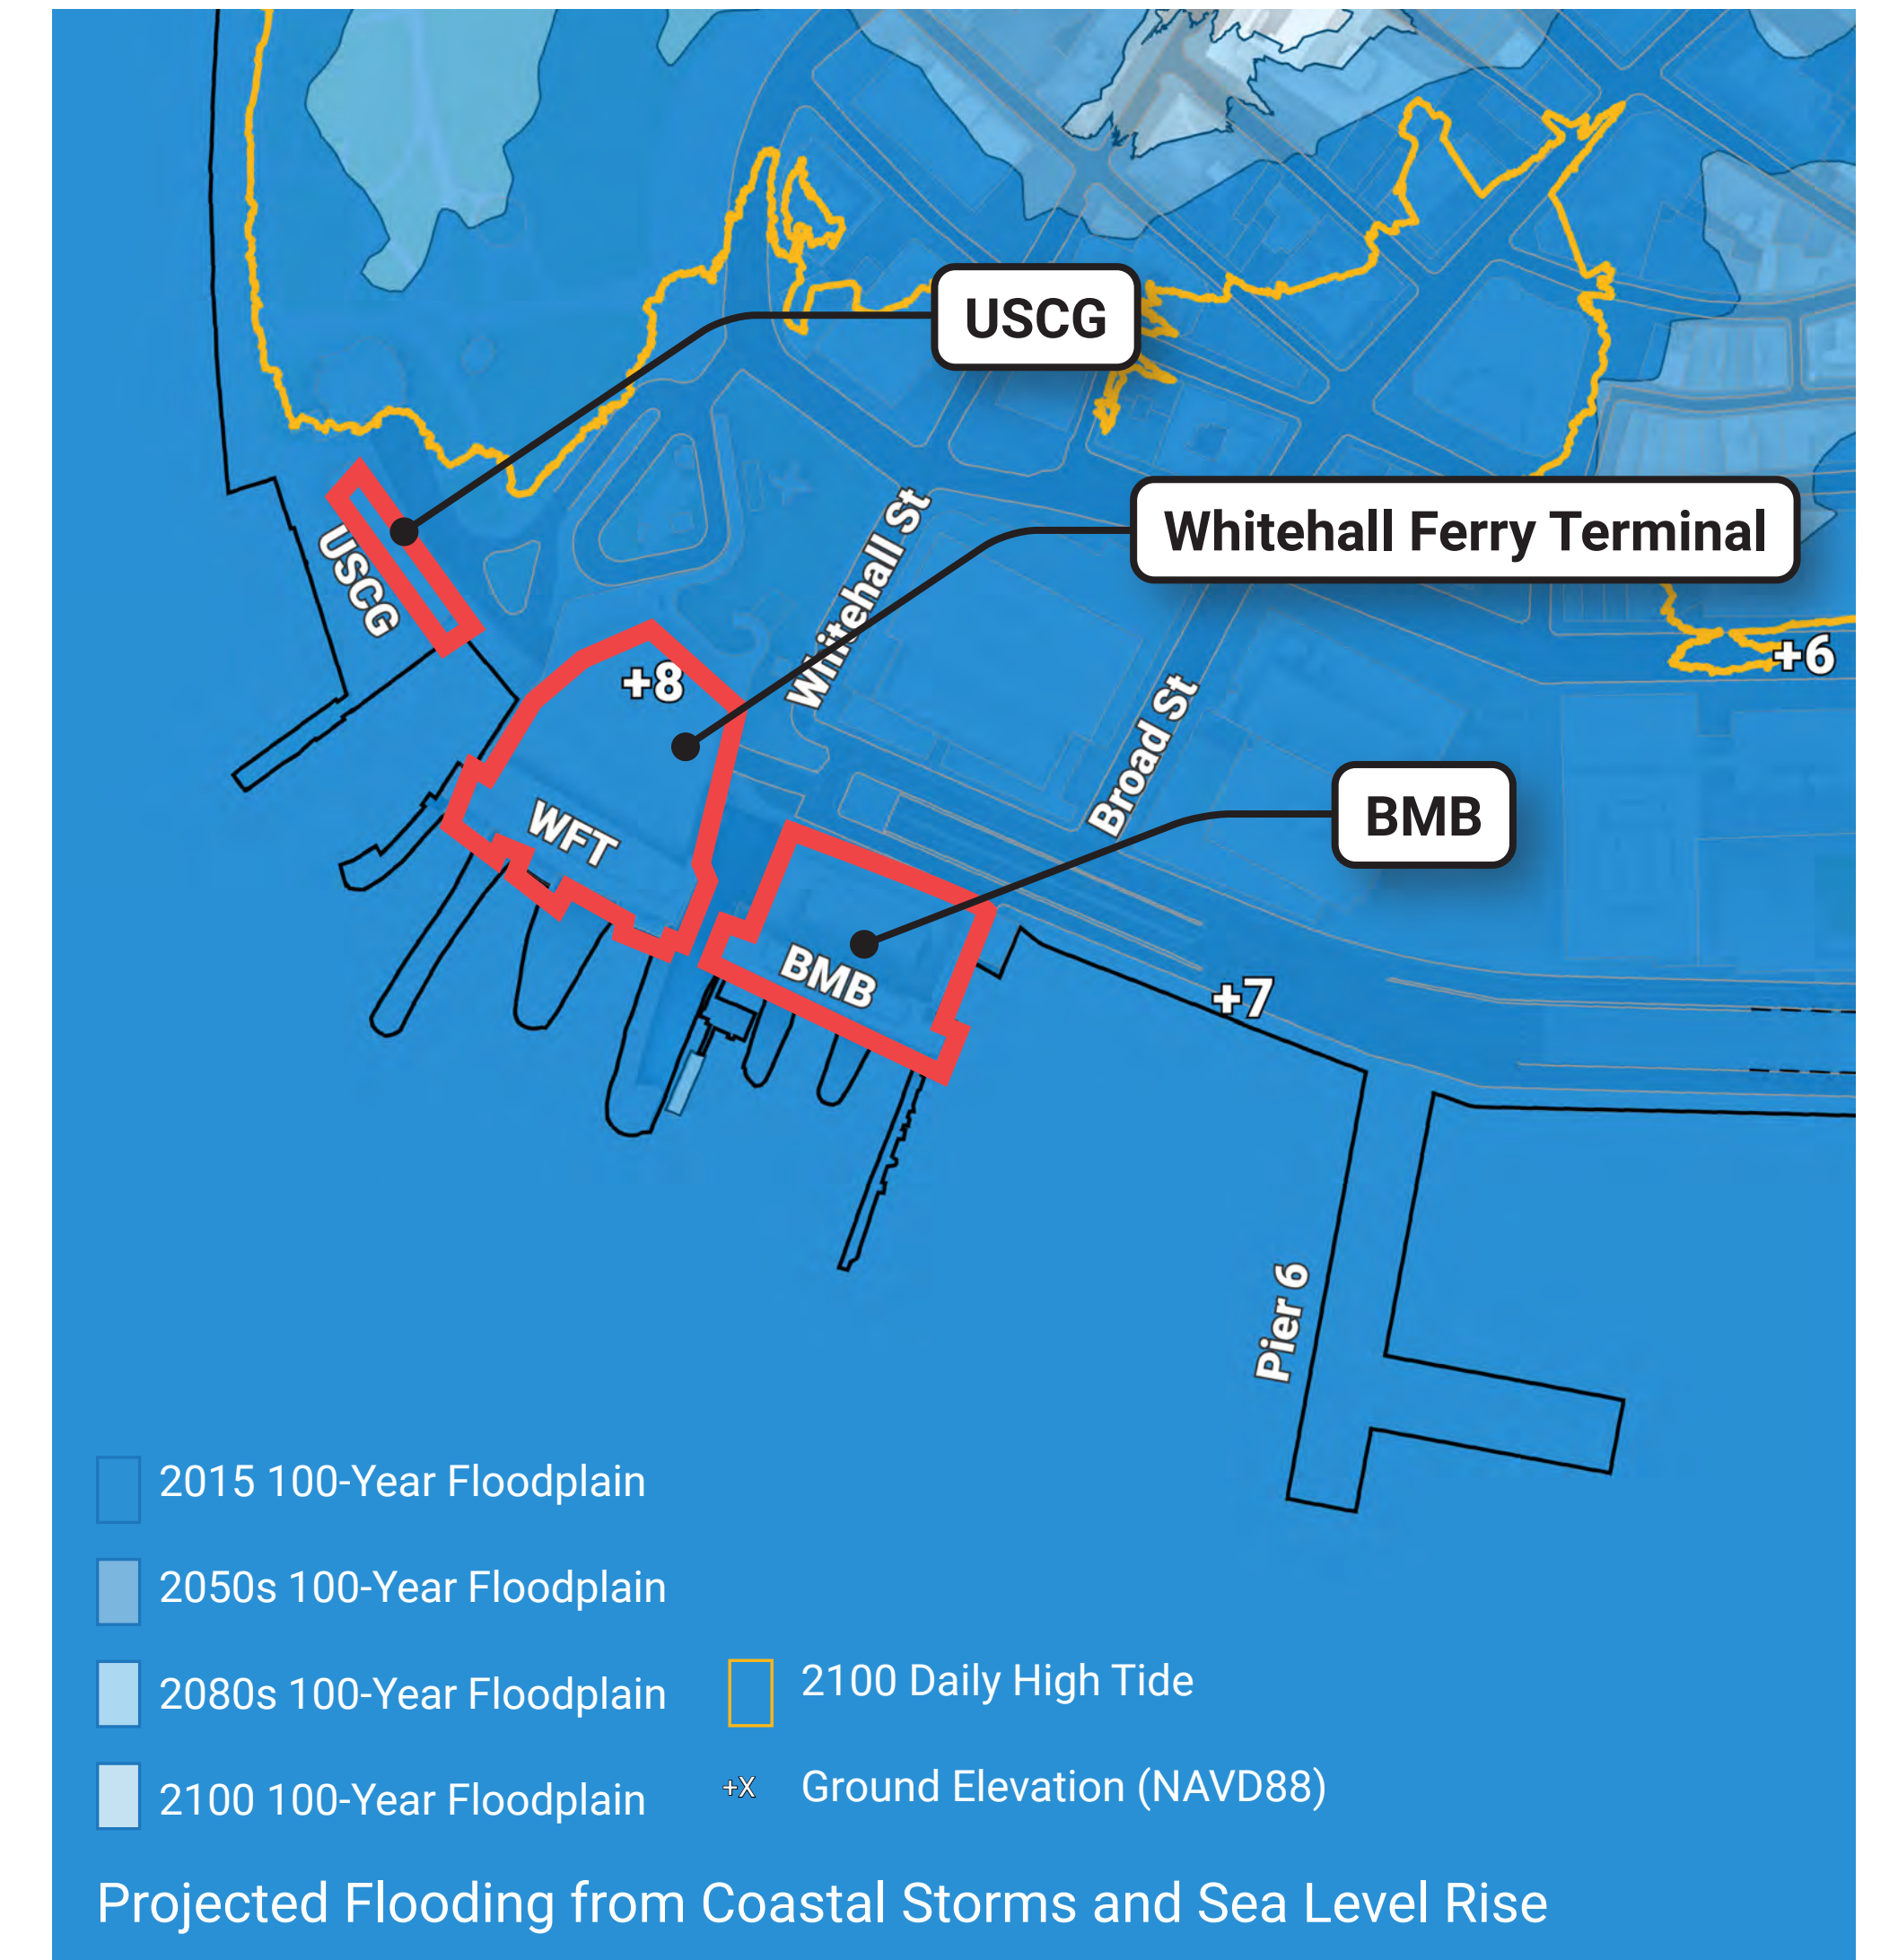 USCG
Whitehall Ferry Terminal
Whitehall St
USCG
+8
+6
Broad St
BMB
WFT
BMB
+7
Pier 6
2015 100-Year Floodplain
2050s 100-Year Floodplain
2080s 100-Year Floodplain
2100 100-Year Floodplain
2100 Daily High Tide
+X Ground Elevation (NAVD88)
Projected Flooding from Coastal Storms and Sea Level Rise